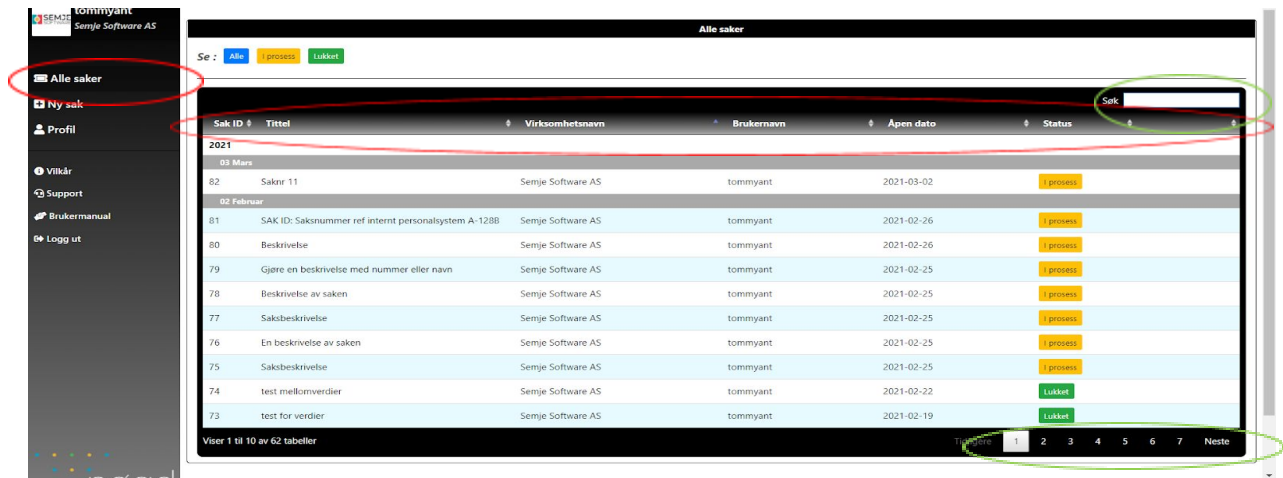 SEMJE
SOFTWARE
tommyant
Semje Software AS
Alle saker
Ny sak
Profil
Vilkår
Support
Brukermanual
Logg ut
Alle saker
Se : Alle I prosess Lukket
Søk
Sak ID Tittel Virksomhetsnavn Brukernavn Åpen dato Status
2021
03 Mars
82 Saknr 11 Semje Software AS tommyant 2021-03-02 I prosess
02 Februar
81 SAK ID: Saksnummer ref internt personalsystem A-128B Semje Software AS tommyant 2021-02-26 I prosess
80 Beskrivelse Semje Software AS tommyant 2021-02-26 I prosess
79 Gjøre en beskrivelse med nummer eller navn Semje Software AS tommyant 2021-02-25 I prosess
78 Beskrivelse av saken Semje Software AS tommyant 2021-02-25 I prosess
77 Saksbeskrivelse Semje Software AS tommyant 2021-02-25 I prosess
76 En beskrivelse av saken Semje Software AS tommyant 2021-02-25 I prosess
75 Saksbeskrivelse Semje Software AS tommyant 2021-02-25 I prosess
74 test mellomverdier Semje Software AS tommyant 2021-02-22 Lukket
73 test for verdier Semje Software AS tommyant 2021-02-19 Lukket
Viser 1 til 10 av 62 tabeller
Tidligere 1 2 3 4 5 6 7 Neste